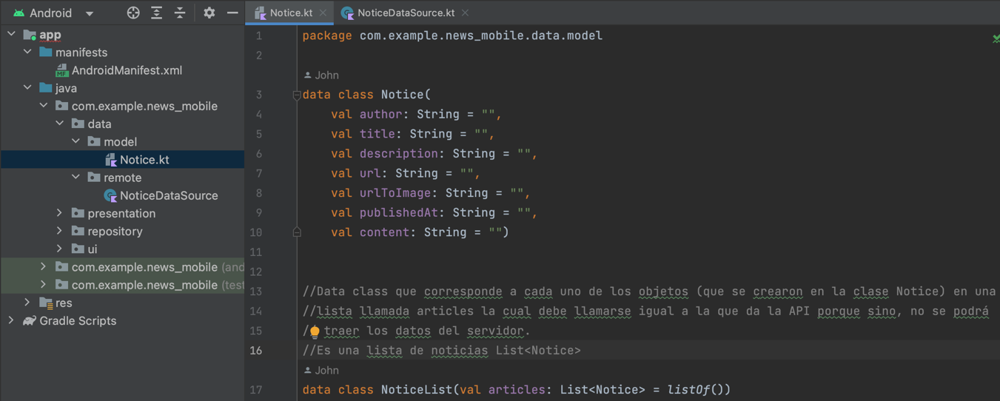 Android
Notice.kt
NoticeDataSource.kt
app
manifests
AndroidManifest.xml
java
com.example.news_mobile
data
model
Notice.kt
remote
NoticeDataSource
presentation
repository
ui
com.example.news_mobile (and
com.example.news_mobile (test
res
Gradle Scripts
1 package com.example.news_mobile.data.model
2
John
3 data class Notice(
4 val author: String = "",
5 val title: String = "",
6 val description: String = "",
7 val url: String = "",
8 val urlToImage: String = "",
9 val publishedAt: String = "",
10 val content: String = "")
11
12
13 //Data class que corresponde a cada uno de los objetos (que se crearon en la clase Notice) en una
14 //lista llamada articles la cual debe llamarse igual a la que da la API porque sino, no se podrá
15 / traer los datos del servidor.
16 //Es una lista de noticias List<Notice>
John
17 data class NoticeList(val articles: List<Notice> = listOf())